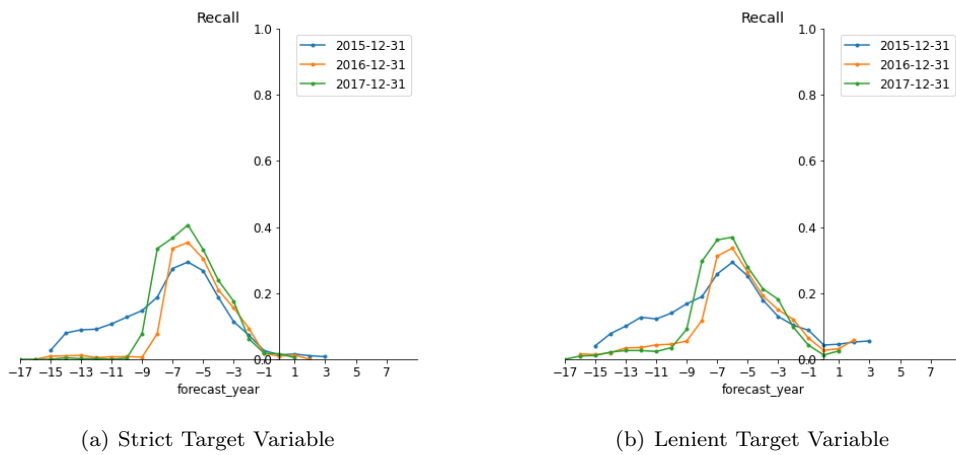 Recall
1.0
2015-12-31
2016-12-31
2017-12-31
0.8
0.6
0.4
0.2
0.0
−17 −15 −13 −11 −9 −7 −5 −3 −1 1 3 5 7
forecast_year
(a) Strict Target Variable
Recall
1.0
2015-12-31
2016-12-31
2017-12-31
0.8
0.6
0.4
0.2
0.0
−17 −15 −13 −11 −9 −7 −5 −3 −1 1 3 5 7
forecast_year
(b) Lenient Target Variable